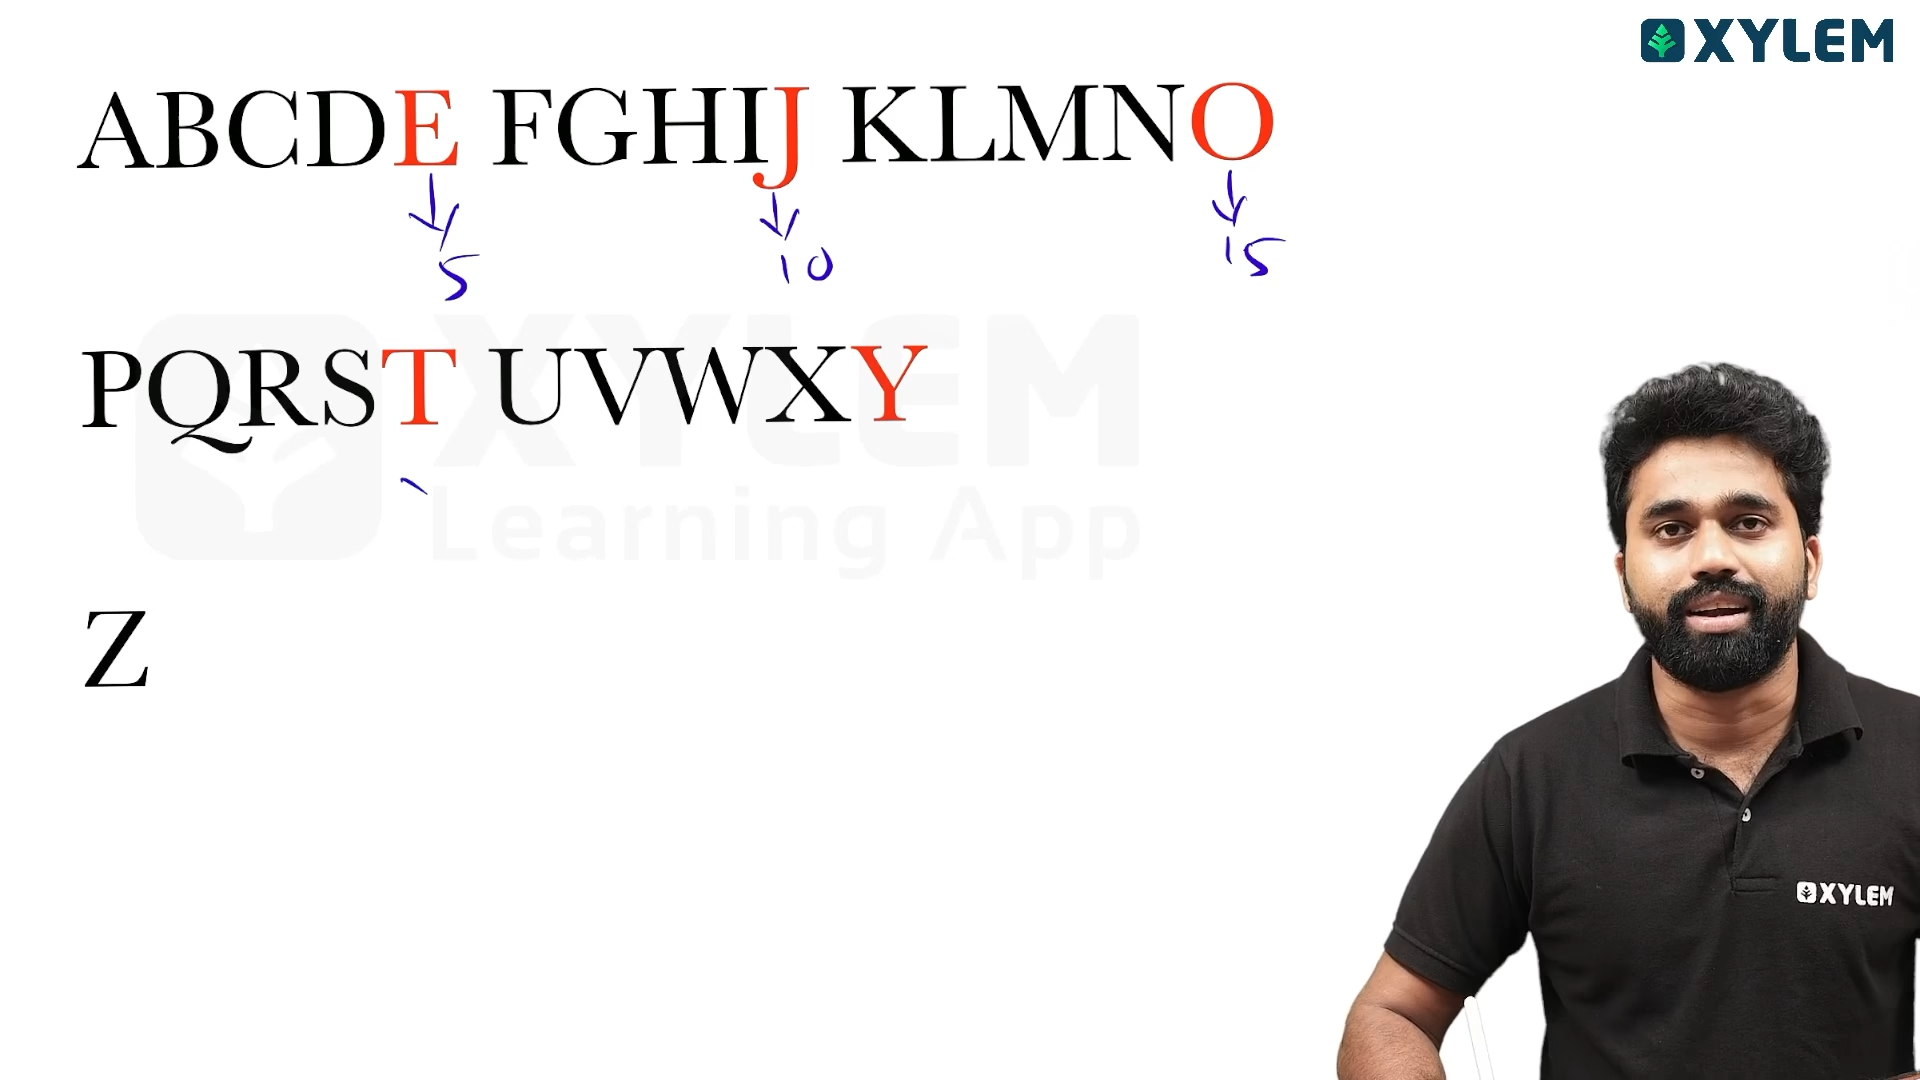 XYLEM
ABCDE FGHIJ KLMNO
5 10 15
PQRST UVWXY
XYLEM
Learning App
Z
XYLEM